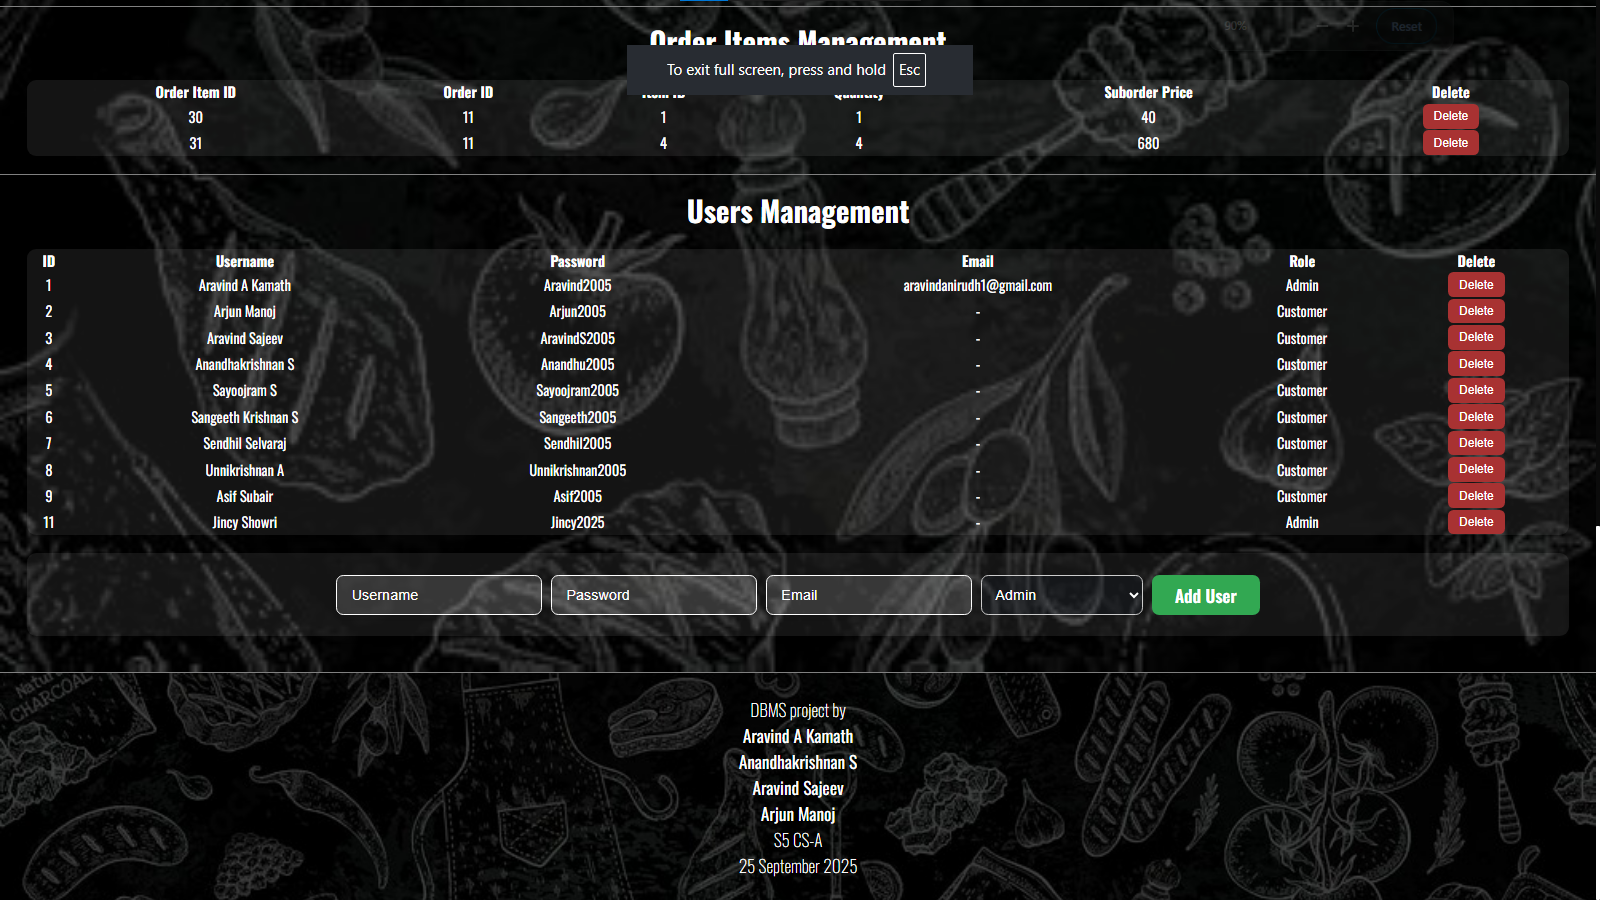 90% − + Reset
Order Items Management
To exit full screen, press and hold Esc
Order Item ID Order ID Item ID Quantity Suborder Price Delete
30 11 1 1 40 Delete
31 11 4 4 680 Delete
Users Management
ID Username Password Email Role Delete
1 Aravind A Kamath Aravind2005 aravindanirudh1@gmail.com Admin Delete
2 Arjun Manoj Arjun2005 - Customer Delete
3 Aravind Sajeev AravindS2005 - Customer Delete
4 Anandhakrishnan S Anandhu2005 - Customer Delete
5 Sayoojram S Sayoojram2005 - Customer Delete
6 Sangeeth Krishnan S Sangeeth2005 - Customer Delete
7 Sendhil Selvaraj Sendhil2005 - Customer Delete
8 Unnikrishnan A Unnikrishnan2005 - Customer Delete
9 Asif Subair Asif2005 - Customer Delete
11 Jincy Showri Jincy2025 - Admin Delete
Username Password Email Admin Add User
CHARCOAL
DBMS project by
Aravind A Kamath
Anandhakrishnan S
Aravind Sajeev
Arjun Manoj
S5 CS-A
25 September 2025